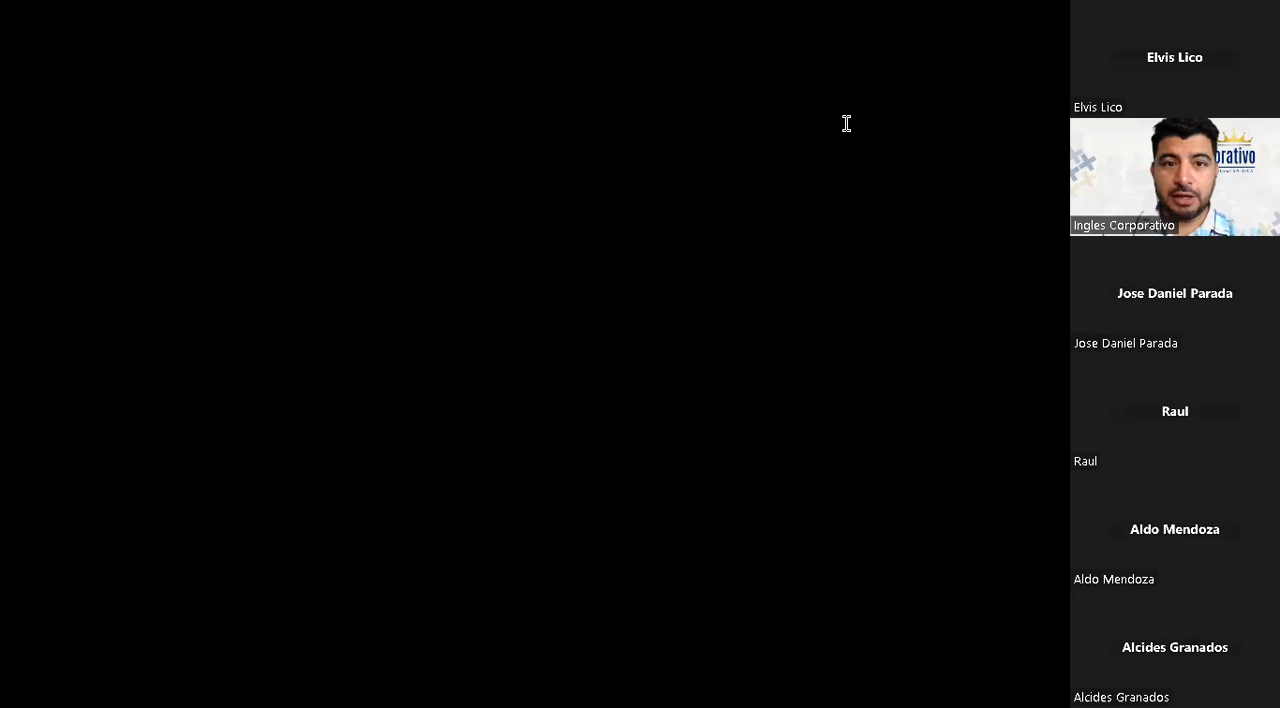 Elvis Lico
Elvis Lico
orativo
Ingles Corporativo
Jose Daniel Parada
Jose Daniel Parada
Raul
Raul
Aldo Mendoza
Aldo Mendoza
Alcides Granados
Alcides Granados